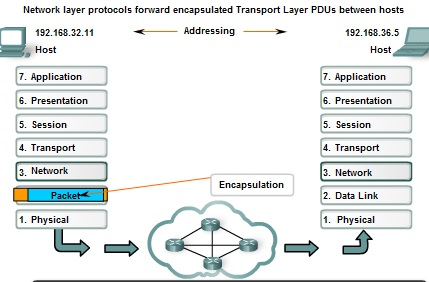 Network layer protocols forward encapsulated Transport Layer PDUs between hosts
192.168.32.11 Addressing 192.168.36.5
Host Host
7. Application 7. Application
6. Presentation 6. Presentation
5. Session 5. Session
4. Transport 4. Transport
3. Network 3. Network
Encapsulation
Packet 2. Data Link
1. Physical 1. Physical